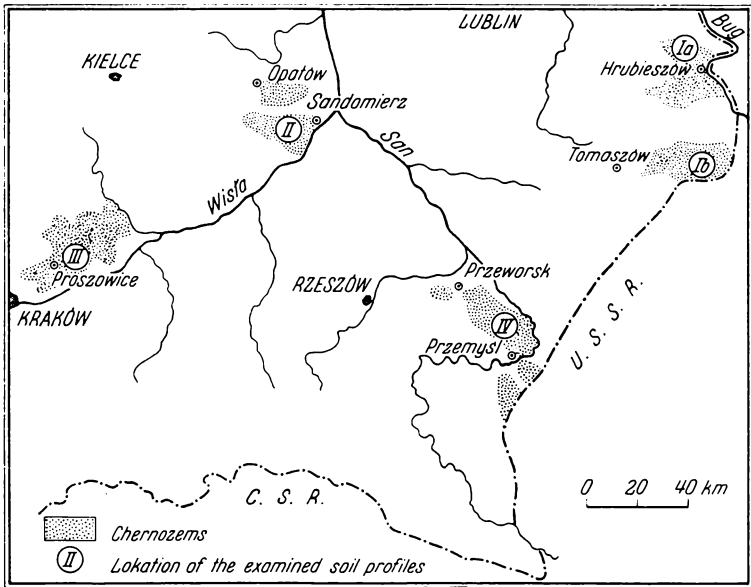 LUBLIN
Bug
KIELCE
Ia
Hrubieszów
Opatów
Sandomierz
II
San
Tomaszów
Ib
Wisła
III
Proszowice
KRAKÓW
RZESZÓW
Przeworsk
IV
Przemysl
U. S. S. R.
C. S. R.
0 20 40 km
Chernozems
II
Lokation of the examined soil profiles